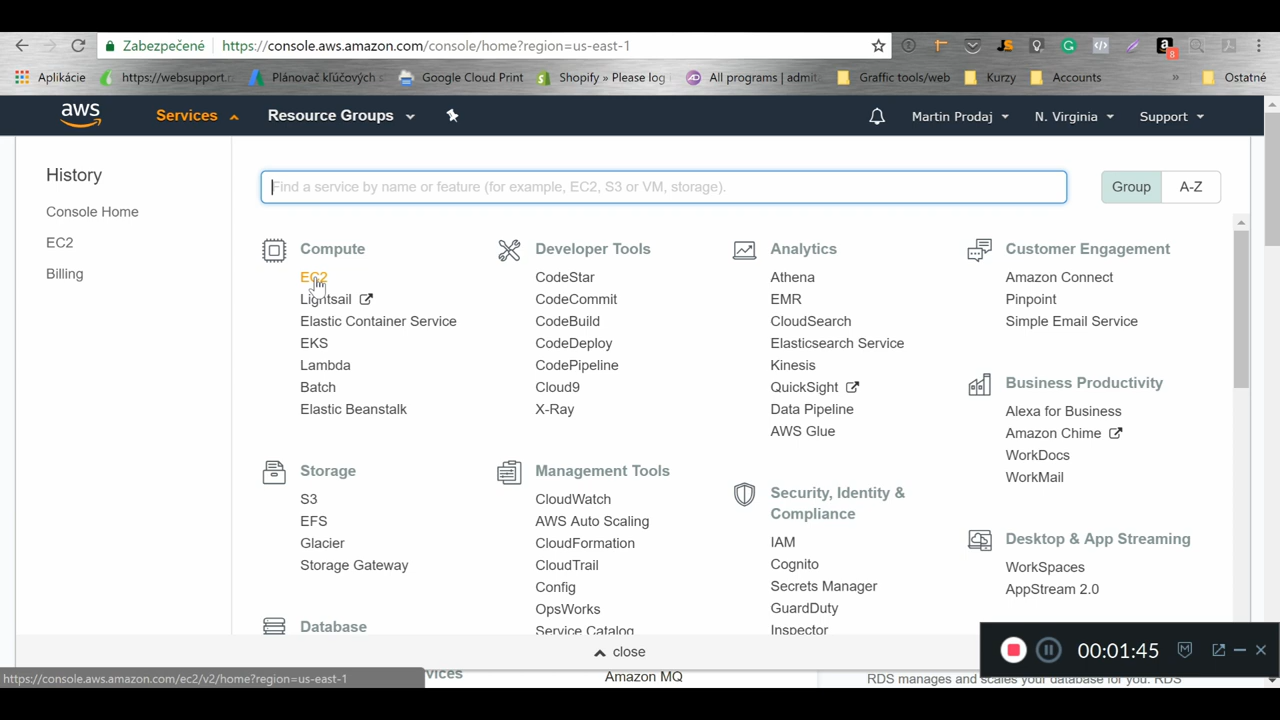 Zabezpečené
https://console.aws.amazon.com/console/home?region=us-east-1
8
Aplikácie
https://websupport.
Plánovač kľúčových s
Google Cloud Print
Shopify » Please log
All programs | admit
Graffic tools/web
Kurzy
Accounts
»
Ostatné
aws
Services
Resource Groups
Martin Prodaj
N. Virginia
Support
History
Console Home
EC2
Billing
Find a service by name or feature (for example, EC2, S3 or VM, storage).
Group
A-Z
Compute
EC2
Lightsail
Elastic Container Service
EKS
Lambda
Batch
Elastic Beanstalk
Storage
S3
EFS
Glacier
Storage Gateway
Database
Developer Tools
CodeStar
CodeCommit
CodeBuild
CodeDeploy
CodePipeline
Cloud9
X-Ray
Management Tools
CloudWatch
AWS Auto Scaling
CloudFormation
CloudTrail
Config
OpsWorks
Service Catalog
Analytics
Athena
EMR
CloudSearch
Elasticsearch Service
Kinesis
QuickSight
Data Pipeline
AWS Glue
Security, Identity &
Compliance
IAM
Cognito
Secrets Manager
GuardDuty
Inspector
Customer Engagement
Amazon Connect
Pinpoint
Simple Email Service
Business Productivity
Alexa for Business
Amazon Chime
WorkDocs
WorkMail
Desktop & App Streaming
WorkSpaces
AppStream 2.0
close
00:01:45
https://console.aws.amazon.com/ec2/v2/home?region=us-east-1
vices
Amazon MQ
RDS manages and scales your database for you. RDS